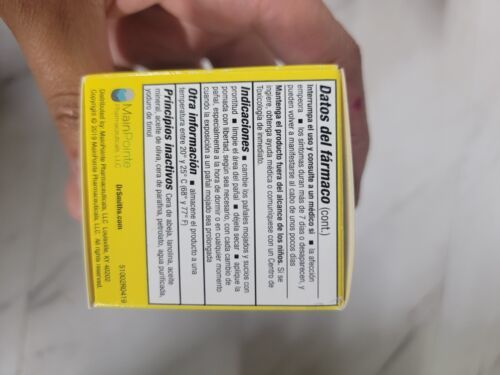 Datos del fármaco (cont.)
Interrumpa el uso y consulte a un médico si ■ la afección
empeora ■ los síntomas duran más de 7 días o desaparecen, y
pueden volver a manifestarse al cabo de unos pocos días
Mantenga el producto fuera del alcance de los niños. Si se
ingiere, obtenga ayuda médica o comuníquese con un Centro de
Toxicología de inmediato.
Indicaciones ■ cambie los pañales mojados y sucios con
prontitud ■ limpie el área del pañal ■ déjela secar ■ aplique la
pomada con libertad, según sea necesario, con cada cambio de
pañal, especialmente a la hora de dormir o en cualquier momento
cuando la exposición a un pañal mojado sea prolongada
Otra información ■ almacene el producto a una
temperatura entre 20° y 25° C (68° y 77° F)
Principios inactivos Cera de abeja, lanolina, aceite
mineral, aceite de oliva, cera de parafina, petrolato, agua purificada,
yoduro de timol
MainPointe
Pharmaceuticals, LLC
Drsmiths.com
5100280419
Distributed by: MainPointe Pharmaceuticals, LLC Louisville, KY 40202
Copyright © 2019 MainPointe Pharmaceuticals, LLC. All rights reserved.